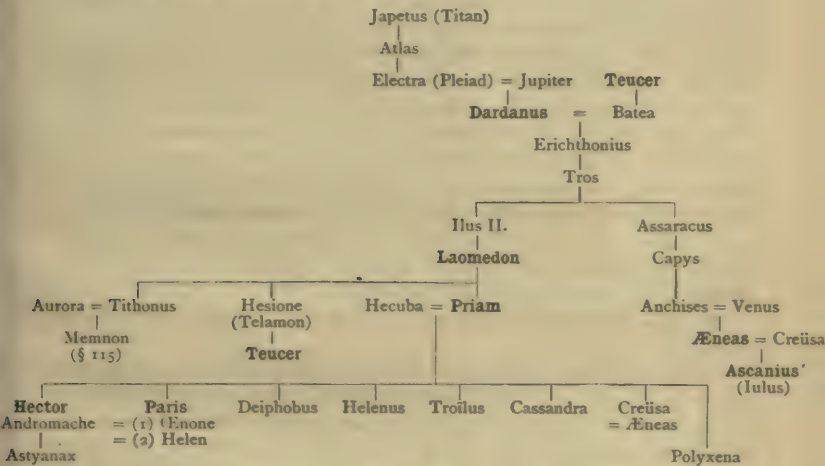 Japetus (Titan)
Atlas
Electra (Pleiad) = Jupiter Teucer
Dardanus = Batea
Erichthonius
Tros
Ilus II. Assaracus
Laomedon Capys
Aurora = Tithonus Hesione Hecuba = Priam Anchises = Venus
Memnon (Telamon) Æneas = Creüsa
(§ 115) Teucer Ascanius
(Iulus)
Hector Paris Deiphobus Helenus Troïlus Cassandra Creüsa
Andromache = (1) Œnone = Æneas
= (2) Helen
Astyanax Polyxena